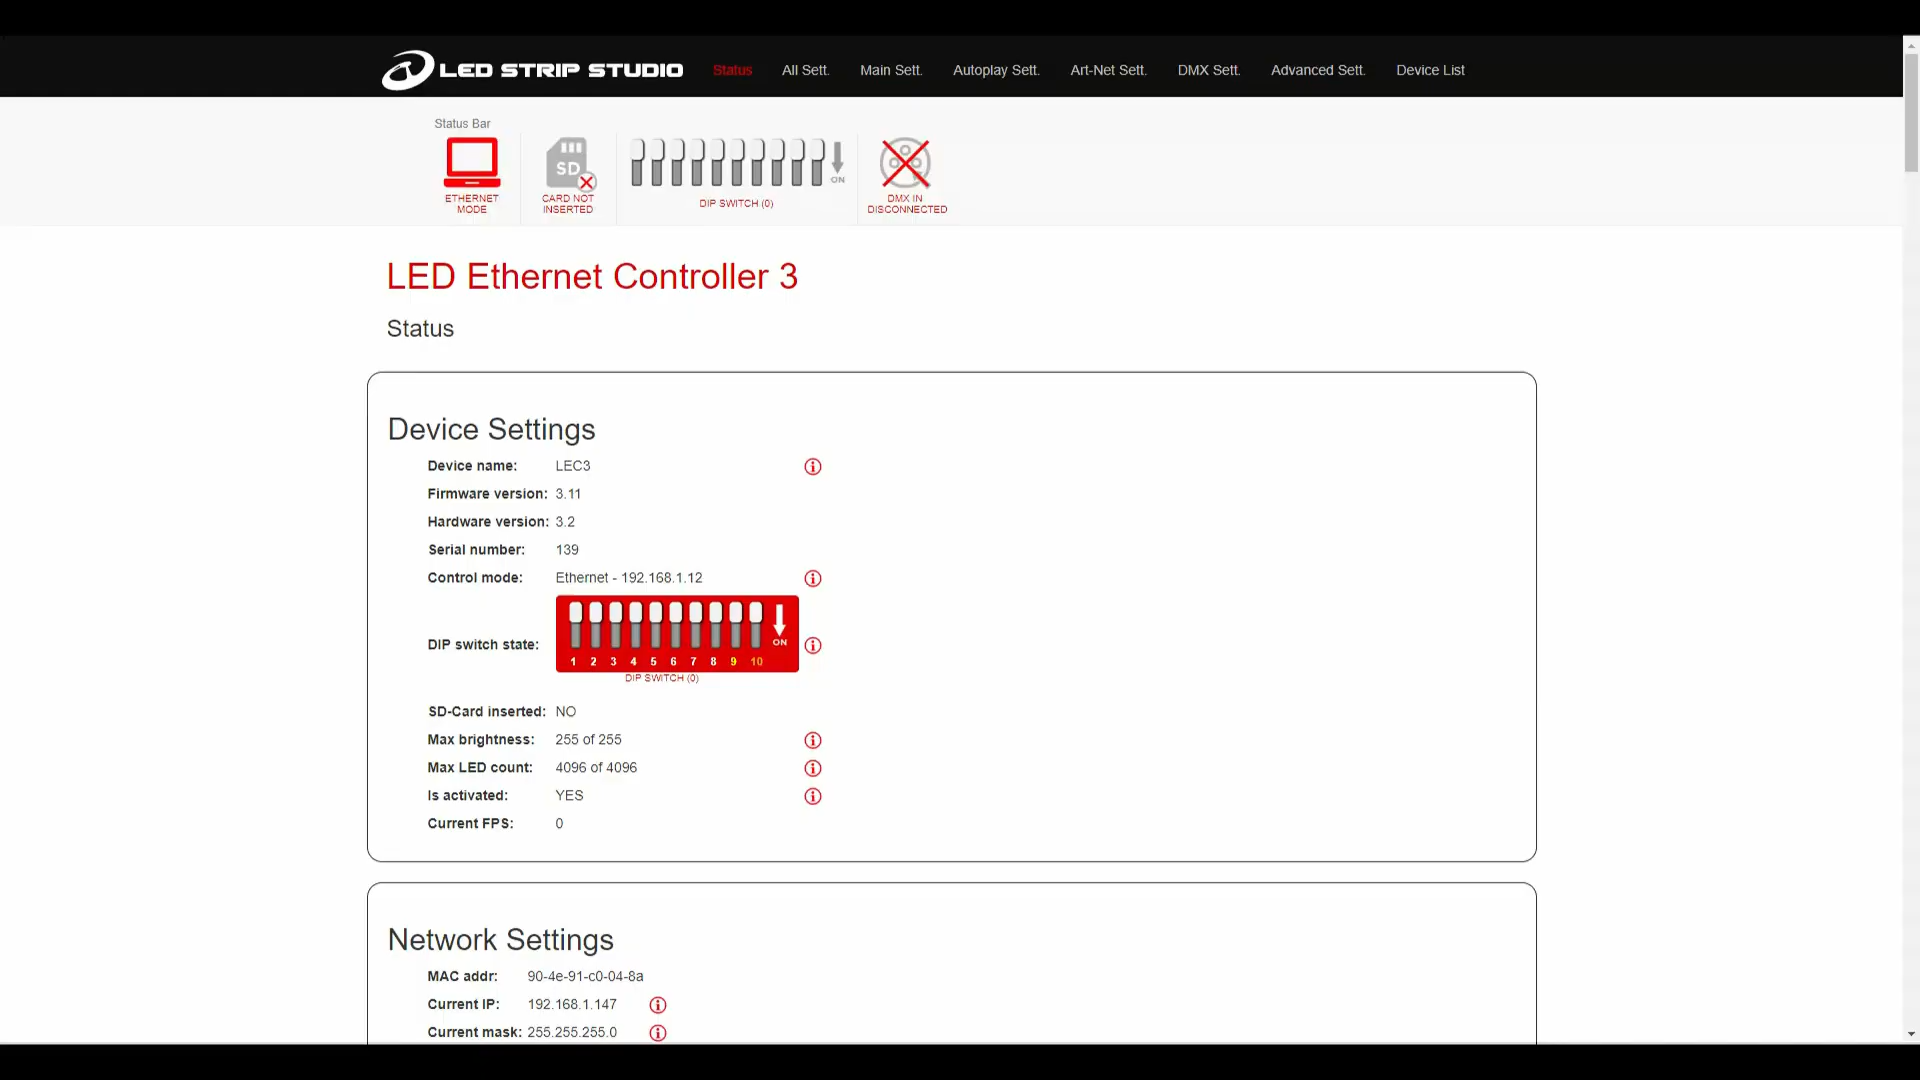 LED STRIP STUDIO Status All Sett. Main Sett. Autoplay Sett. Art-Net Sett. DMX Sett. Advanced Sett. Device List
Status Bar
SD
ON
ETHERNET MODE
CARD NOT INSERTED
DIP SWITCH (0)
DMX IN DISCONNECTED
LED Ethernet Controller 3
Status
Device Settings
Device name: LEC3
Firmware version: 3.11
Hardware version: 3.2
Serial number: 139
Control mode: Ethernet - 192.168.1.12
DIP switch state:
ON
1 2 3 4 5 6 7 8 9 10
DIP SWITCH (0)
SD-Card inserted: NO
Max brightness: 255 of 255
Max LED count: 4096 of 4096
Is activated: YES
Current FPS: 0
Network Settings
MAC addr: 90-4e-91-c0-04-8a
Current IP: 192.168.1.147
Current mask: 255.255.255.0